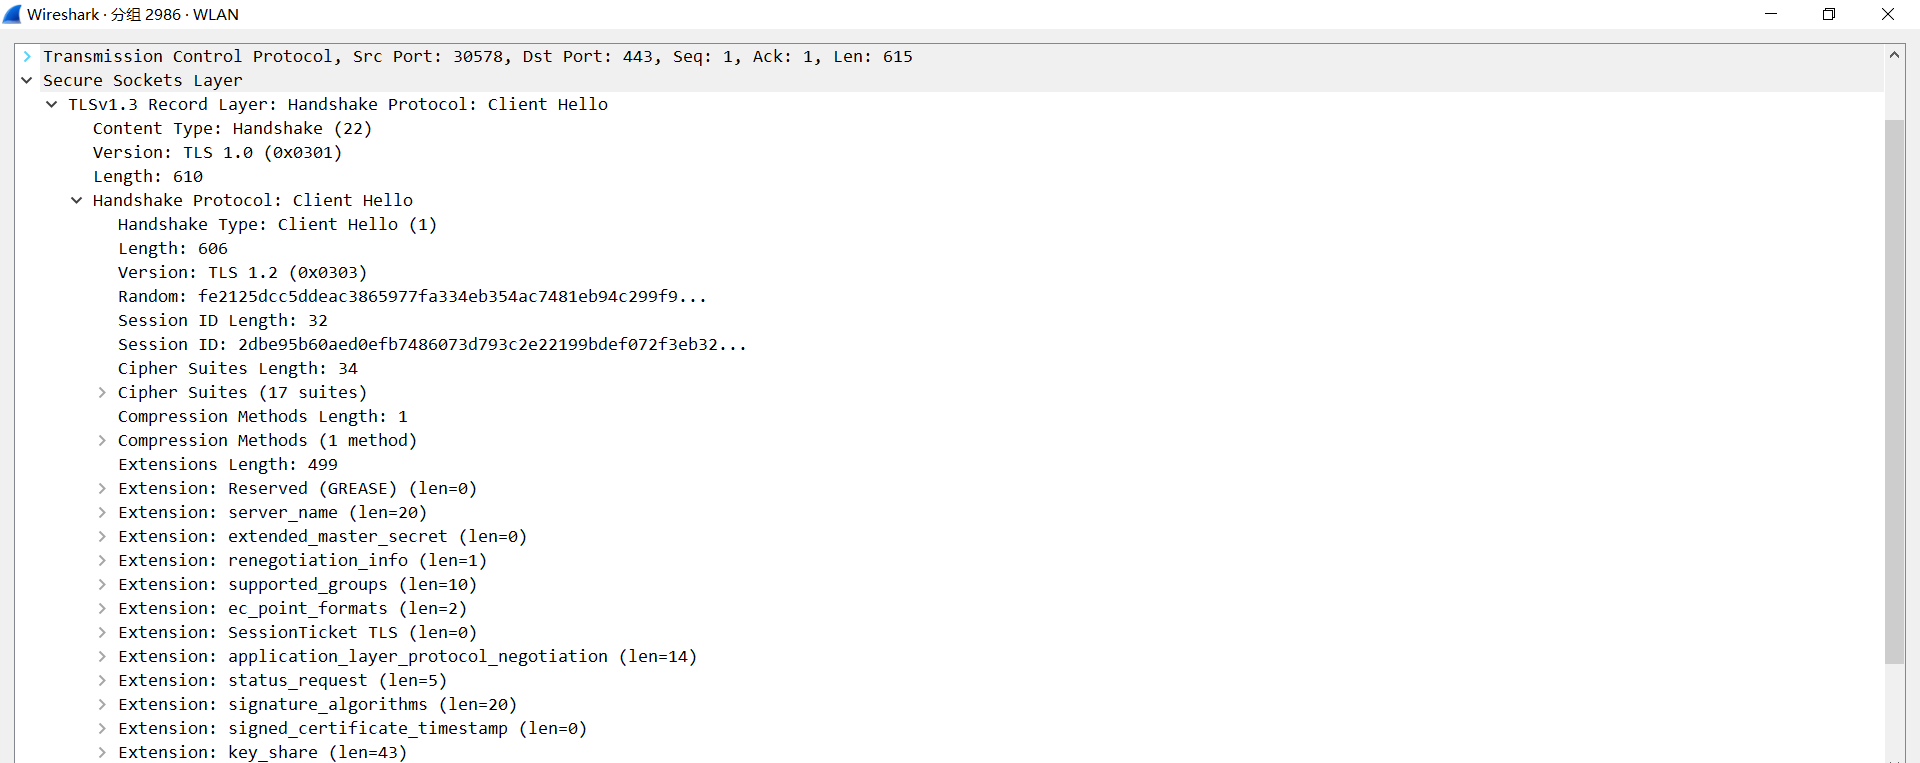 Wireshark · 分组 2986 · WLAN
Transmission Control Protocol, Src Port: 30578, Dst Port: 443, Seq: 1, Ack: 1, Len: 615
Secure Sockets Layer
TLSv1.3 Record Layer: Handshake Protocol: Client Hello
Content Type: Handshake (22)
Version: TLS 1.0 (0x0301)
Length: 610
Handshake Protocol: Client Hello
Handshake Type: Client Hello (1)
Length: 606
Version: TLS 1.2 (0x0303)
Random: fe2125dcc5ddeac3865977fa334eb354ac7481eb94c299f9...
Session ID Length: 32
Session ID: 2dbe95b60aed0efb7486073d793c2e22199bdef072f3eb32...
Cipher Suites Length: 34
Cipher Suites (17 suites)
Compression Methods Length: 1
Compression Methods (1 method)
Extensions Length: 499
Extension: Reserved (GREASE) (len=0)
Extension: server_name (len=20)
Extension: extended_master_secret (len=0)
Extension: renegotiation_info (len=1)
Extension: supported_groups (len=10)
Extension: ec_point_formats (len=2)
Extension: SessionTicket TLS (len=0)
Extension: application_layer_protocol_negotiation (len=14)
Extension: status_request (len=5)
Extension: signature_algorithms (len=20)
Extension: signed_certificate_timestamp (len=0)
Extension: key_share (len=43)